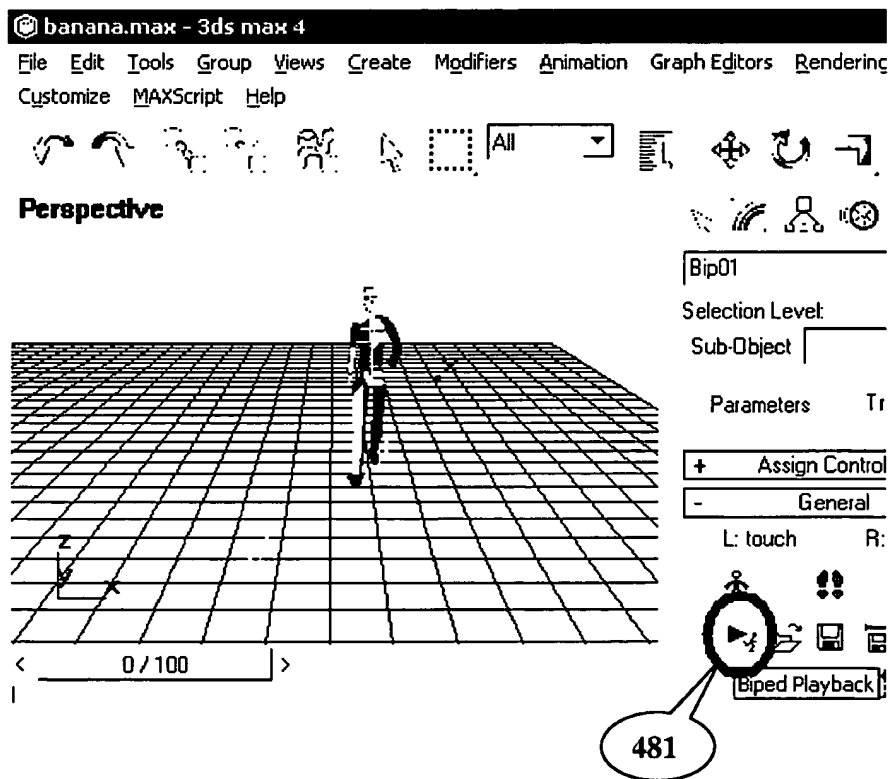 banana.max - 3ds max 4
File Edit Tools Group Views Create Modifiers Animation Graph Editors Rendering
Customize MAXScript Help
All
Perspective
Bip01
Selection Level:
Sub-Object
Parameters Tr
+ Assign Control
- General
L: touch R:
z
y
x
< 0 / 100 >
Biped Playback
481